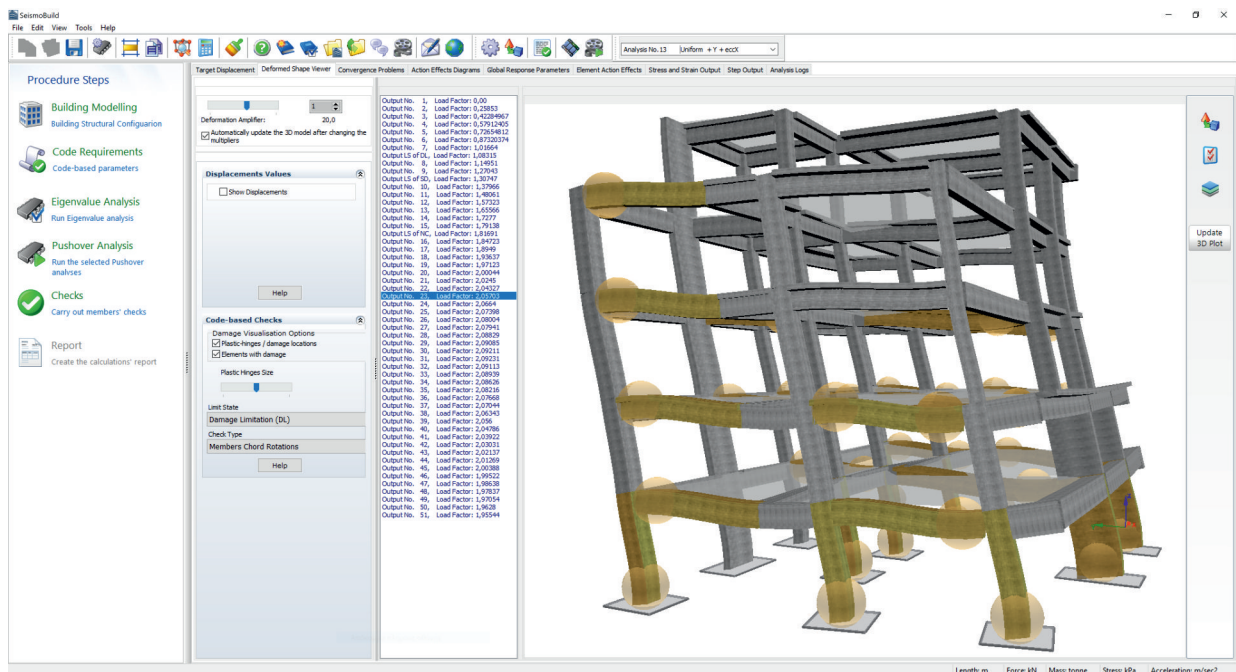 SeismoBuild
File Edit View Tools Help
Analysis No. 13 Uniform + Y + eccX
Procedure Steps
Building Modelling
Building Structural Configuarion
Code Requirements
Code-based parameters
Eigenvalue Analysis
Run Eigenvalue analysis
Pushover Analysis
Run the selected Pushover
analvses
Checks
Carry out members' checks
Report
Create the calculations' report
Target Displacement Deformed Shape Viewer Convergence Problems Action Effects Diagrams Global Response Parameters Element Action Effects Stress and Strain Output Step Output Analysis Logs
1
Deformation Amplifier: 20,0
Automatically update the 3D model after changing the
multipliers
Displacements Values
Show Displacements
Help
Code-based Checks
Damage Visualisation Options
Plastic-hinges / damage locations
Elements with damage
Plastic Hinges Size
Limit State
Damage Limitation (DL)
Check Type
Members Chord Rotations
Help
Output No. 1, Load Factor: 0,00
Output No. 2, Load Factor: 0,25853
Output No. 3, Load Factor: 0,42284967
Output No. 4, Load Factor: 0,57912405
Output No. 5, Load Factor: 0,72654812
Output No. 6, Load Factor: 0,87320374
Output No. 7, Load Factor: 1,01664
Output LS of DL, Load Factor: 1,08315
Output No. 8, Load Factor: 1,14951
Output No. 9, Load Factor: 1,27043
Output LS of SD, Load Factor: 1,30747
Output No. 10, Load Factor: 1,37966
Output No. 11, Load Factor: 1,48061
Output No. 12, Load Factor: 1,57323
Output No. 13, Load Factor: 1,65566
Output No. 14, Load Factor: 1,7277
Output No. 15, Load Factor: 1,79138
Output LS of NC, Load Factor: 1,81691
Output No. 16, Load Factor: 1,84723
Output No. 17, Load Factor: 1,8949
Output No. 18, Load Factor: 1,93637
Output No. 19, Load Factor: 1,97123
Output No. 20, Load Factor: 2,00044
Output No. 21, Load Factor: 2,0245
Output No. 22, Load Factor: 2,04327
Output No. 23, Load Factor: 2,05703
Output No. 24, Load Factor: 2,0664
Output No. 25, Load Factor: 2,07398
Output No. 26, Load Factor: 2,08004
Output No. 27, Load Factor: 2,07941
Output No. 28, Load Factor: 2,08829
Output No. 29, Load Factor: 2,09085
Output No. 30, Load Factor: 2,09211
Output No. 31, Load Factor: 2,09231
Output No. 32, Load Factor: 2,09113
Output No. 33, Load Factor: 2,08939
Output No. 34, Load Factor: 2,08626
Output No. 35, Load Factor: 2,08216
Output No. 36, Load Factor: 2,07668
Output No. 37, Load Factor: 2,07044
Output No. 38, Load Factor: 2,06343
Output No. 39, Load Factor: 2,056
Output No. 40, Load Factor: 2,04786
Output No. 41, Load Factor: 2,03922
Output No. 42, Load Factor: 2,03031
Output No. 43, Load Factor: 2,02137
Output No. 44, Load Factor: 2,01269
Output No. 45, Load Factor: 2,00388
Output No. 46, Load Factor: 1,99522
Output No. 47, Load Factor: 1,98638
Output No. 48, Load Factor: 1,97837
Output No. 49, Load Factor: 1,97054
Output No. 50, Load Factor: 1,9628
Output No. 51, Load Factor: 1,95544
Update
3D Plot
Length: m Force: kN Mass: tonne Stress: kPa Acceleration: m/sec2